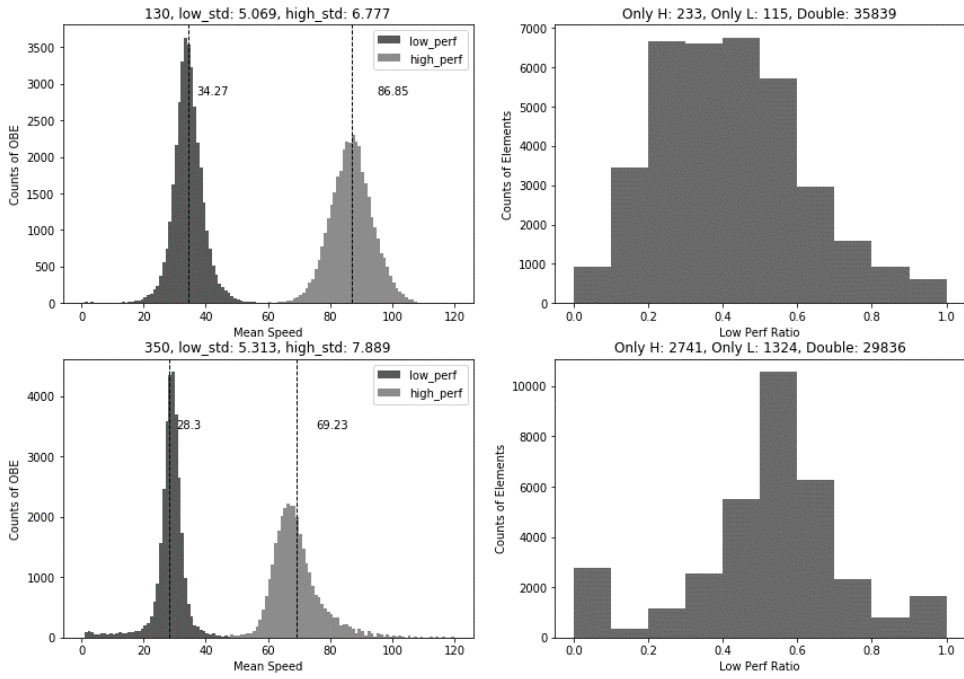 130, low_std: 5.069, high_std: 6.777
3500
3000
2500
2000
1500
1000
500
0
Counts of OBE
low_perf
high_perf
34.27
86.85
0 20 40 60 80 100 120
Mean Speed
Only H: 233, Only L: 115, Double: 35839
7000
6000
5000
4000
3000
2000
1000
0
Counts of Elements
0.0 0.2 0.4 0.6 0.8 1.0
Low Perf Ratio
350, low_std: 5.313, high_std: 7.889
4000
3000
2000
1000
0
Counts of OBE
low_perf
high_perf
28.3
69.23
0 20 40 60 80 100 120
Mean Speed
Only H: 2741, Only L: 1324, Double: 29836
10000
8000
6000
4000
2000
0
Counts of Elements
0.0 0.2 0.4 0.6 0.8 1.0
Low Perf Ratio